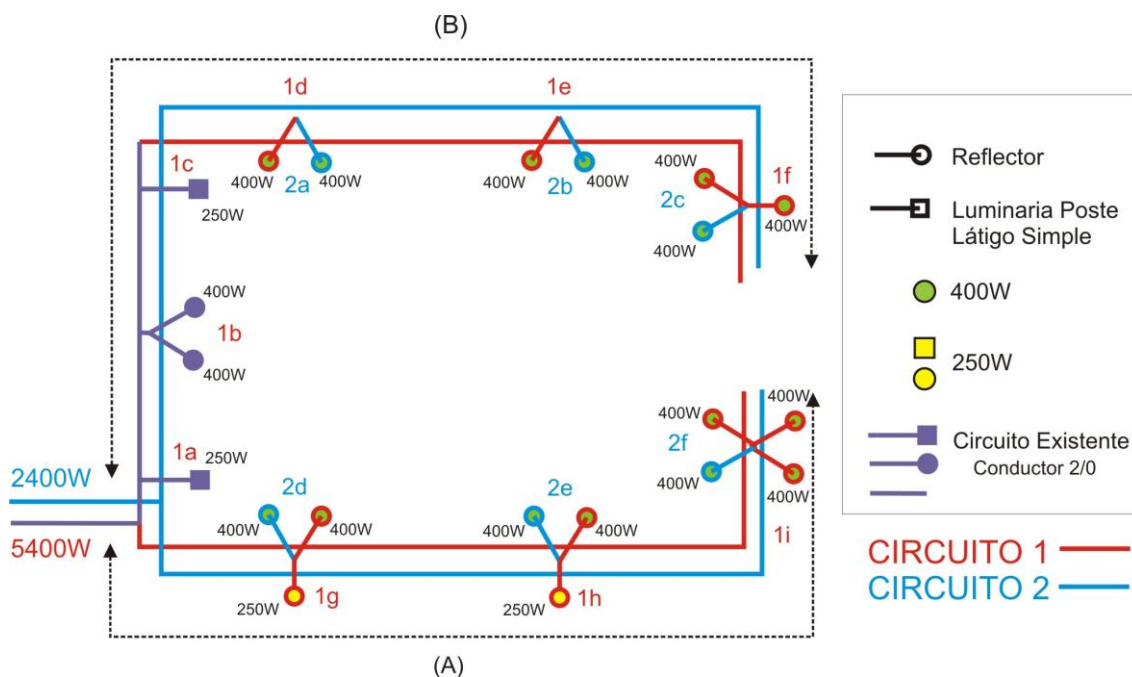 (B)
1d
1e
1c
400W
2a
400W
400W
2b
400W
400W
1f
2c
400W
400W
250W
400W
1b
400W
1a
250W
2400W
5400W
2d
400W
400W
250W
1g
2e
400W
400W
250W
1h
400W
400W
2f
400W
400W
1i
(A)
Reflector
Luminaria Poste
Látigo Simple
400W
250W
Circuito Existente
Conductor 2/0
CIRCUITO 1
CIRCUITO 2